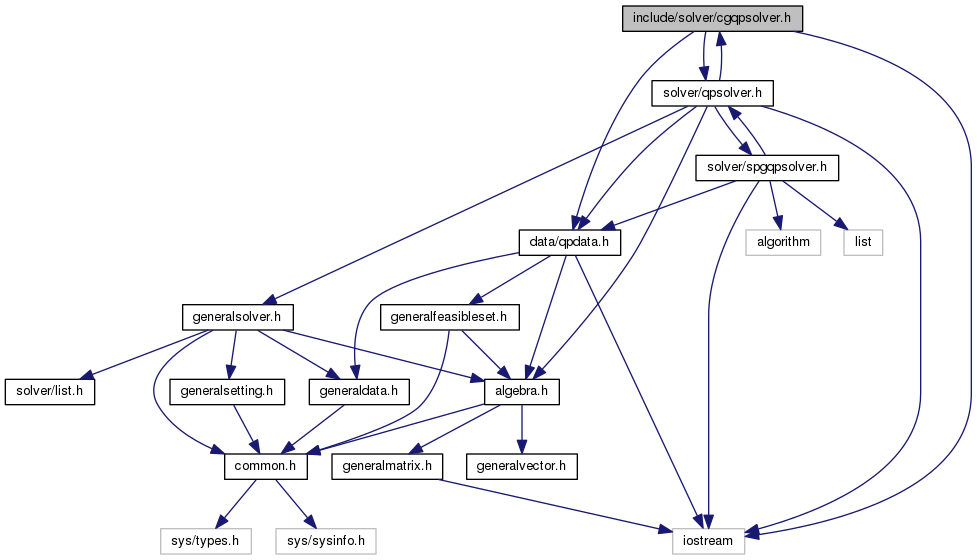 include/solver/cgqpsolver.h
solver/qpsolver.h
solver/spgqpsolver.h
data/qpdata.h
algorithm
list
generalsolver.h
generalfeasibleset.h
solver/list.h
generalsetting.h
generaldata.h
algebra.h
common.h
generalmatrix.h
generalvector.h
sys/types.h
sys/sysinfo.h
iostream